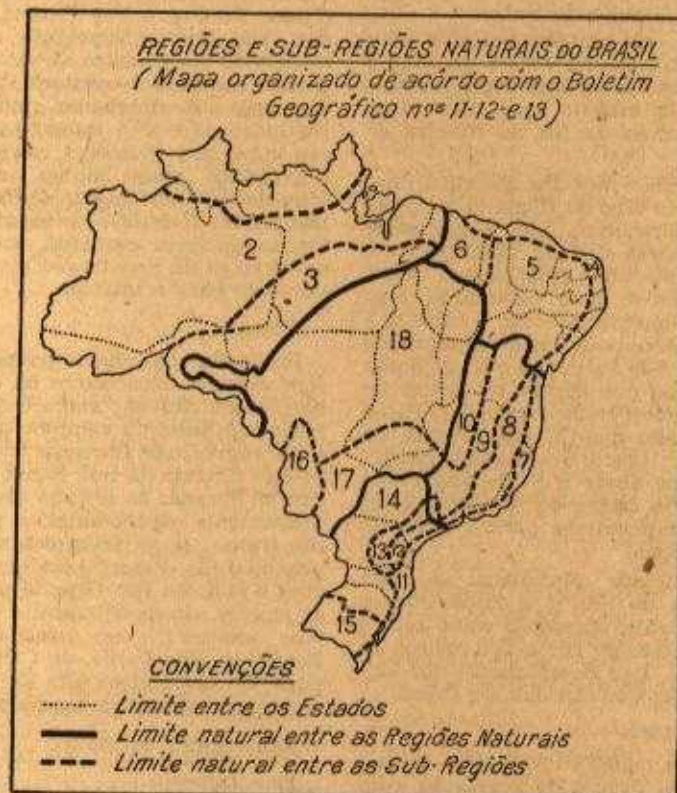 REGIÕES E SUB-REGIÕES NATURAIS DO BRASIL
(Mapa organizado de acôrdo com o Boletim
Geográfico nos 11-12-e 13)
1
2
3
6
5
18
8
10
9
7
16
17
14
13
12
11
15
CONVENÇÕES
Limite entre os Estados
Limite natural entre as Regiões Naturais
Limite natural entre as Sub-Regiões